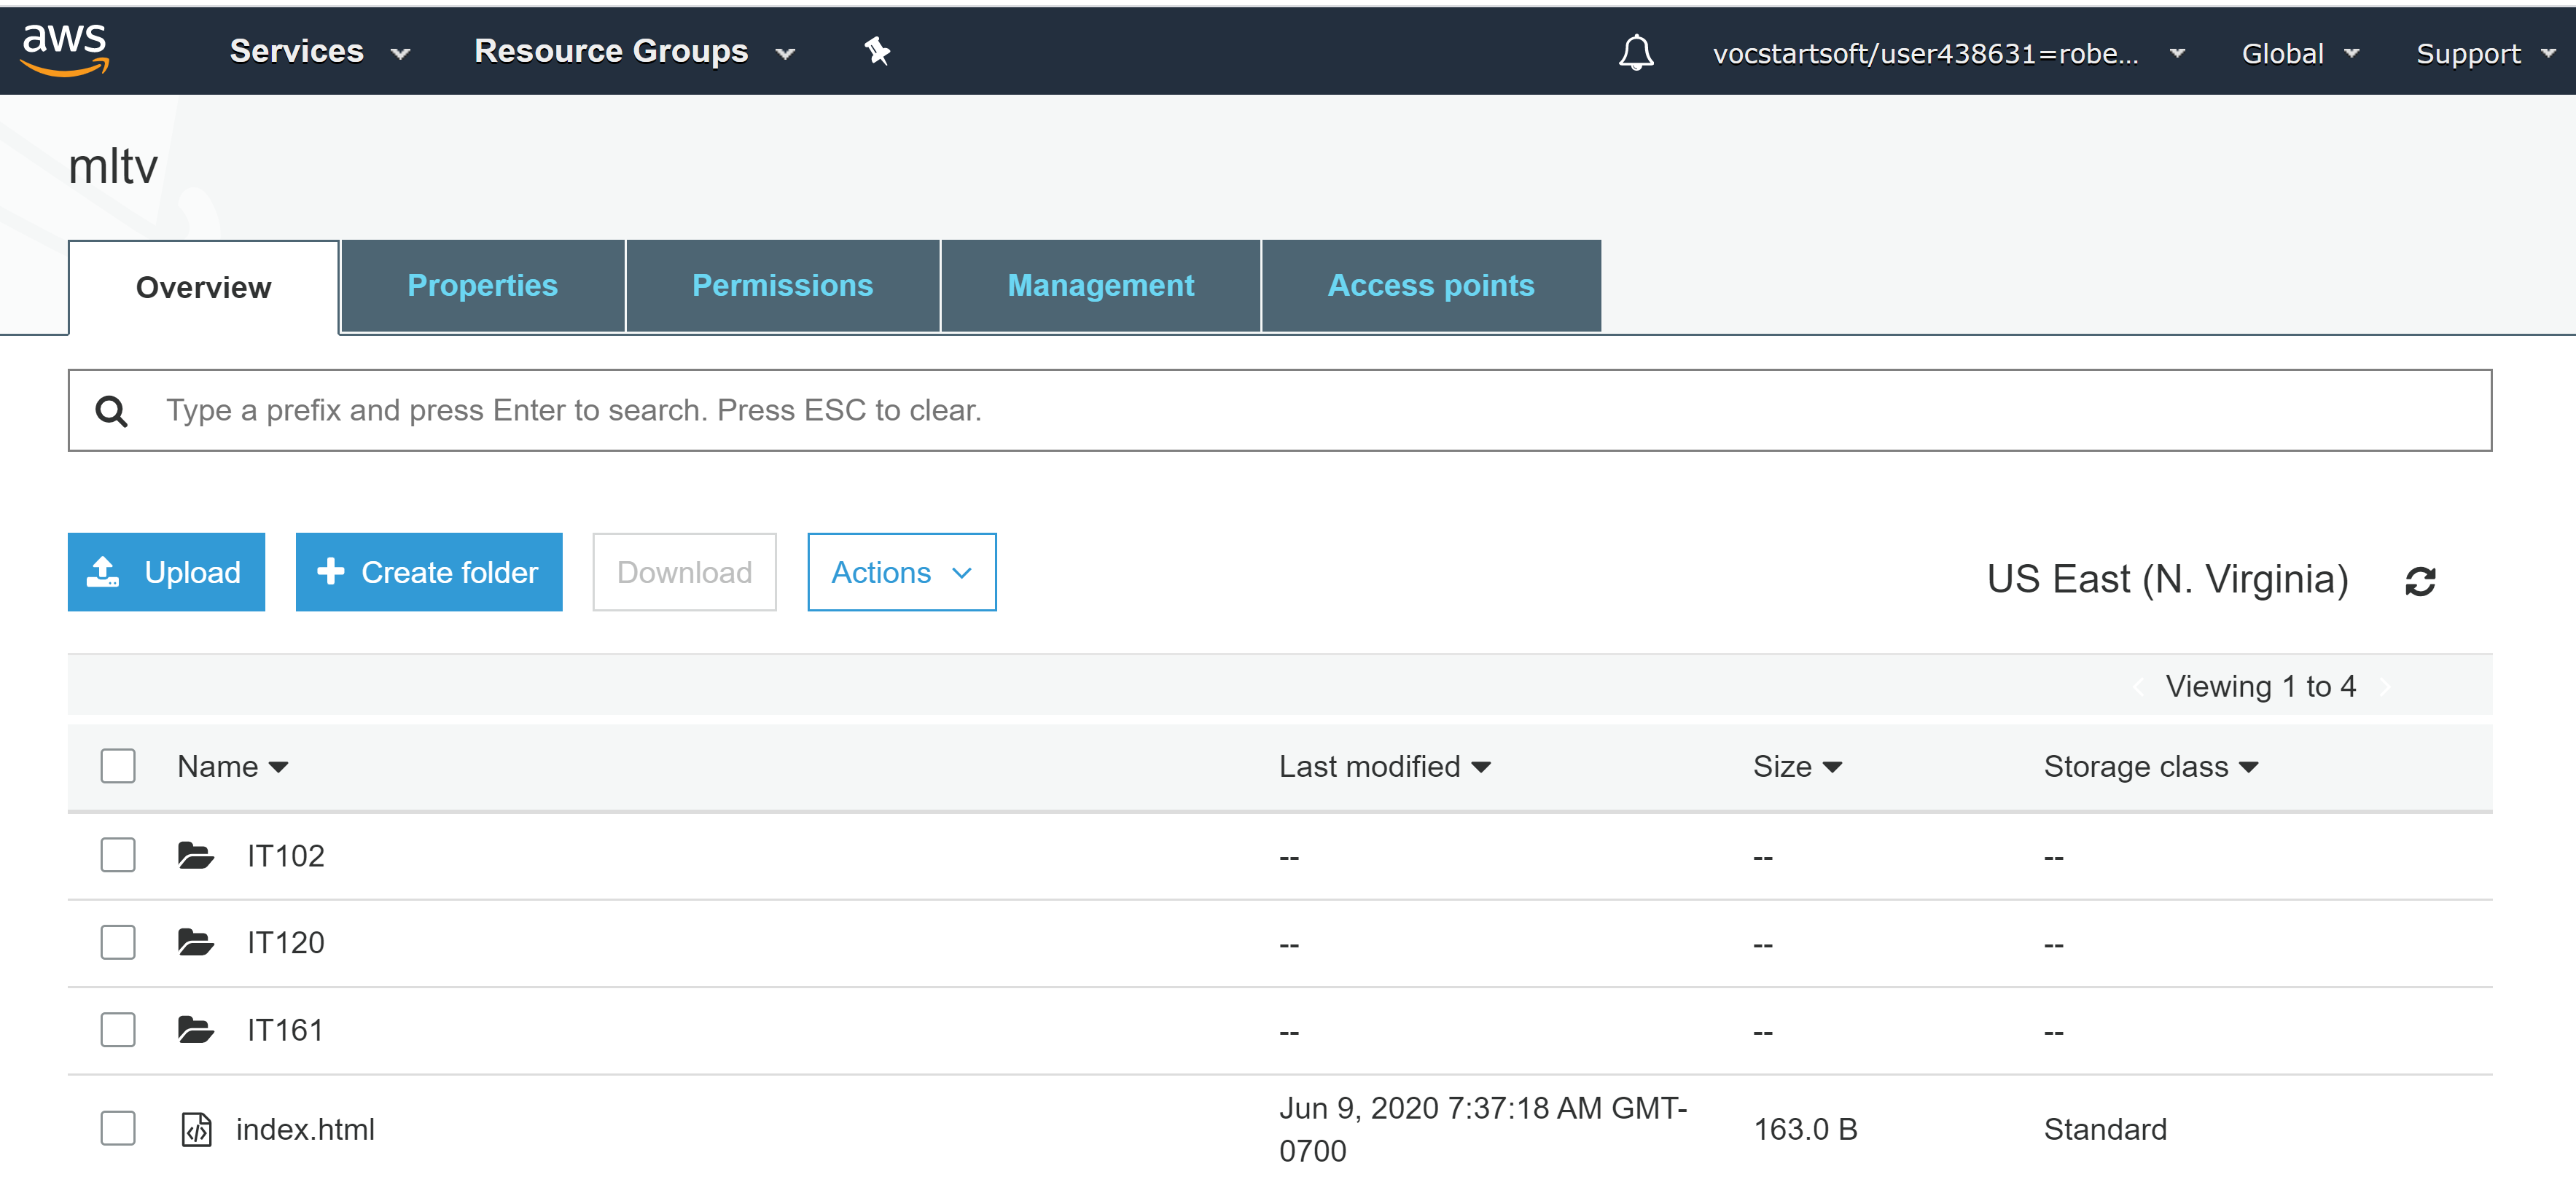 aws Services Resource Groups vocstartsoft/user438631=robe... Global Support
mltv
Overview Properties Permissions Management Access points
Type a prefix and press Enter to search. Press ESC to clear.
Upload Create folder Download Actions US East (N. Virginia)
Viewing 1 to 4
Name Last modified Size Storage class
IT102 -- -- --
IT120 -- -- --
IT161 -- -- --
index.html Jun 9, 2020 7:37:18 AM GMT- 163.0 B Standard
0700